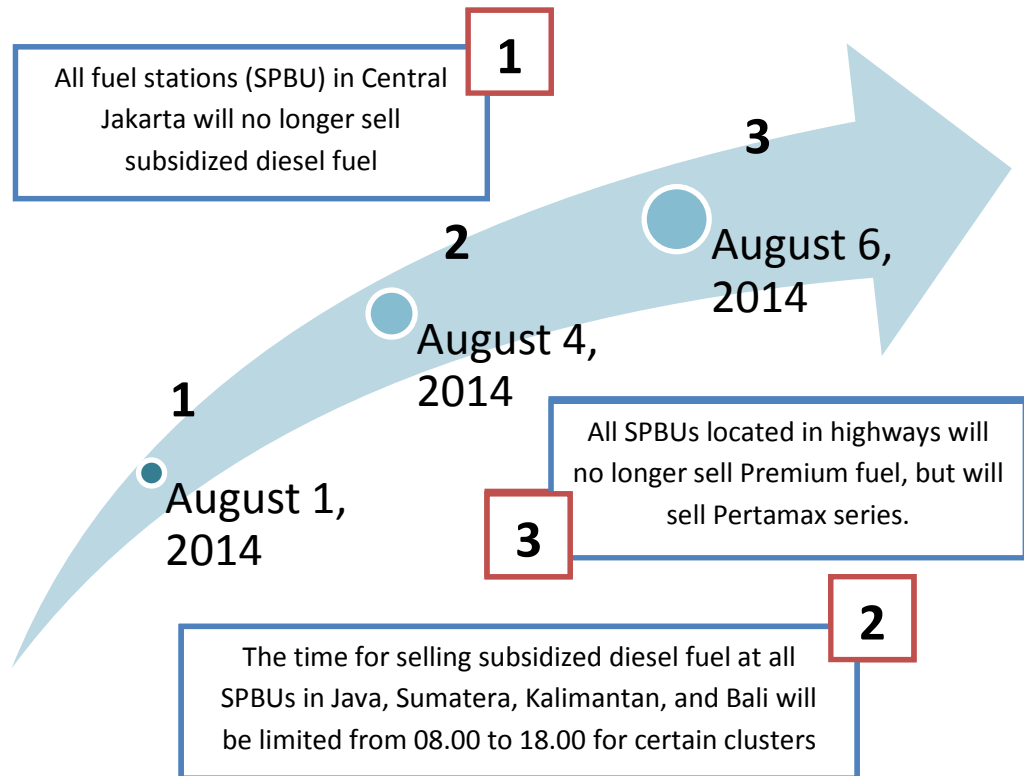 1
All fuel stations (SPBU) in Central
Jakarta will no longer sell
subsidized diesel fuel
3
August 6,
2014
2
August 4,
2014
1
August 1,
2014
All SPBUs located in highways will
no longer sell Premium fuel, but will
sell Pertamax series.
3
2
The time for selling subsidized diesel fuel at all
SPBUs in Java, Sumatera, Kalimantan, and Bali will
be limited from 08.00 to 18.00 for certain clusters